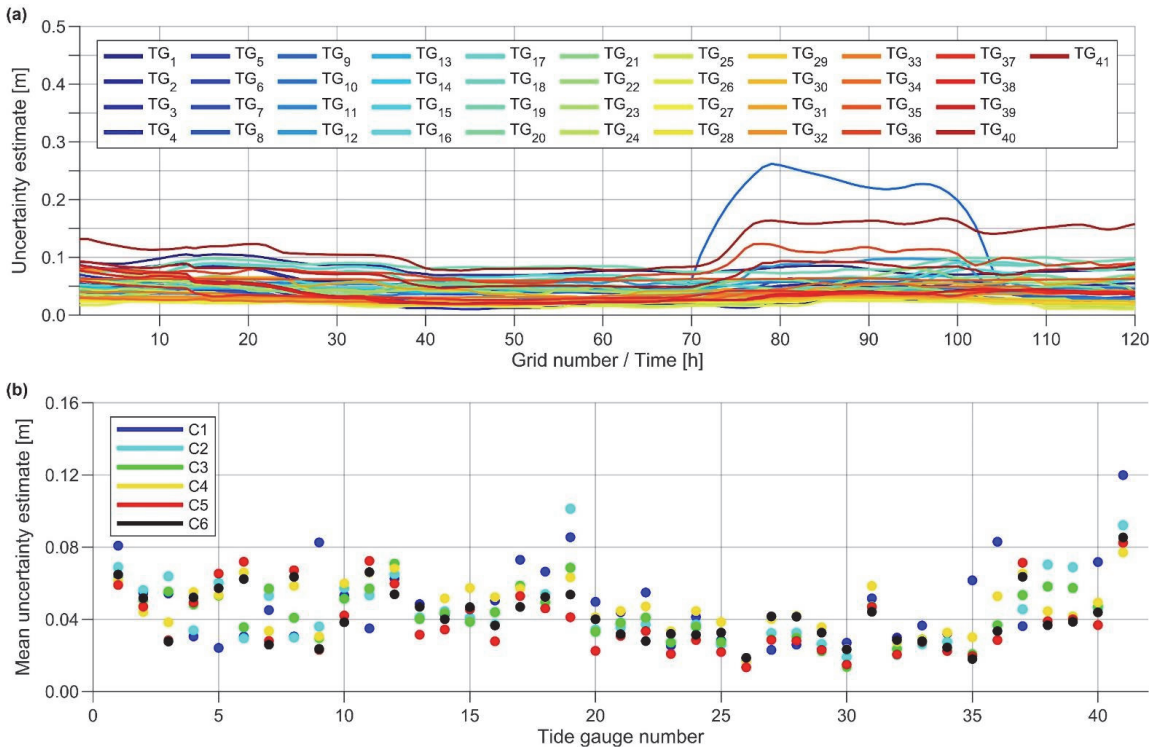 (a)
0.5
0.4
0.3
0.2
0.1
0.0
Uncertainty estimate [m]
TG1 TG5 TG9 TG13 TG17 TG21 TG25 TG29 TG33 TG37 TG41
TG2 TG6 TG10 TG14 TG18 TG22 TG26 TG30 TG34 TG38
TG3 TG7 TG11 TG15 TG19 TG23 TG27 TG31 TG35 TG39
TG4 TG8 TG12 TG16 TG20 TG24 TG28 TG32 TG36 TG40
10 20 30 40 50 60 70 80 90 100 110 120
Grid number / Time [h]
(b)
0.16
0.12
0.08
0.04
0.00
Mean uncertainty estimate [m]
C1
C2
C3
C4
C5
C6
0 5 10 15 20 25 30 35 40
Tide gauge number